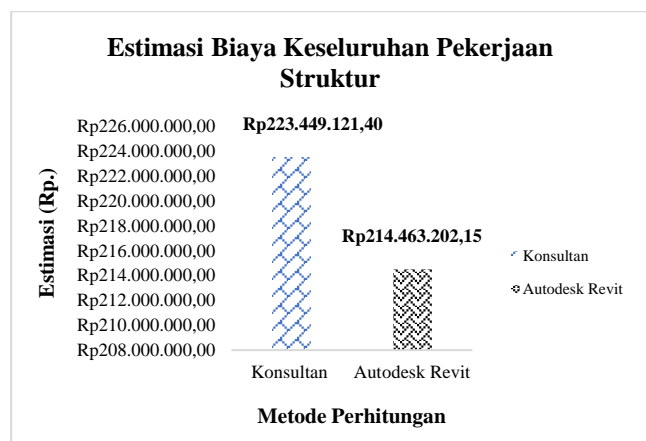 Estimasi Biaya Keseluruhan Pekerjaan
Struktur
Estimasi (Rp.)
Rp226.000.000,00
Rp224.000.000,00
Rp222.000.000,00
Rp220.000.000,00
Rp218.000.000,00
Rp216.000.000,00
Rp214.000.000,00
Rp212.000.000,00
Rp210.000.000,00
Rp208.000.000,00
Rp223.449.121,40
Rp214.463.202,15
Konsultan
Autodesk Revit
Metode Perhitungan
Konsultan
Autodesk Revit